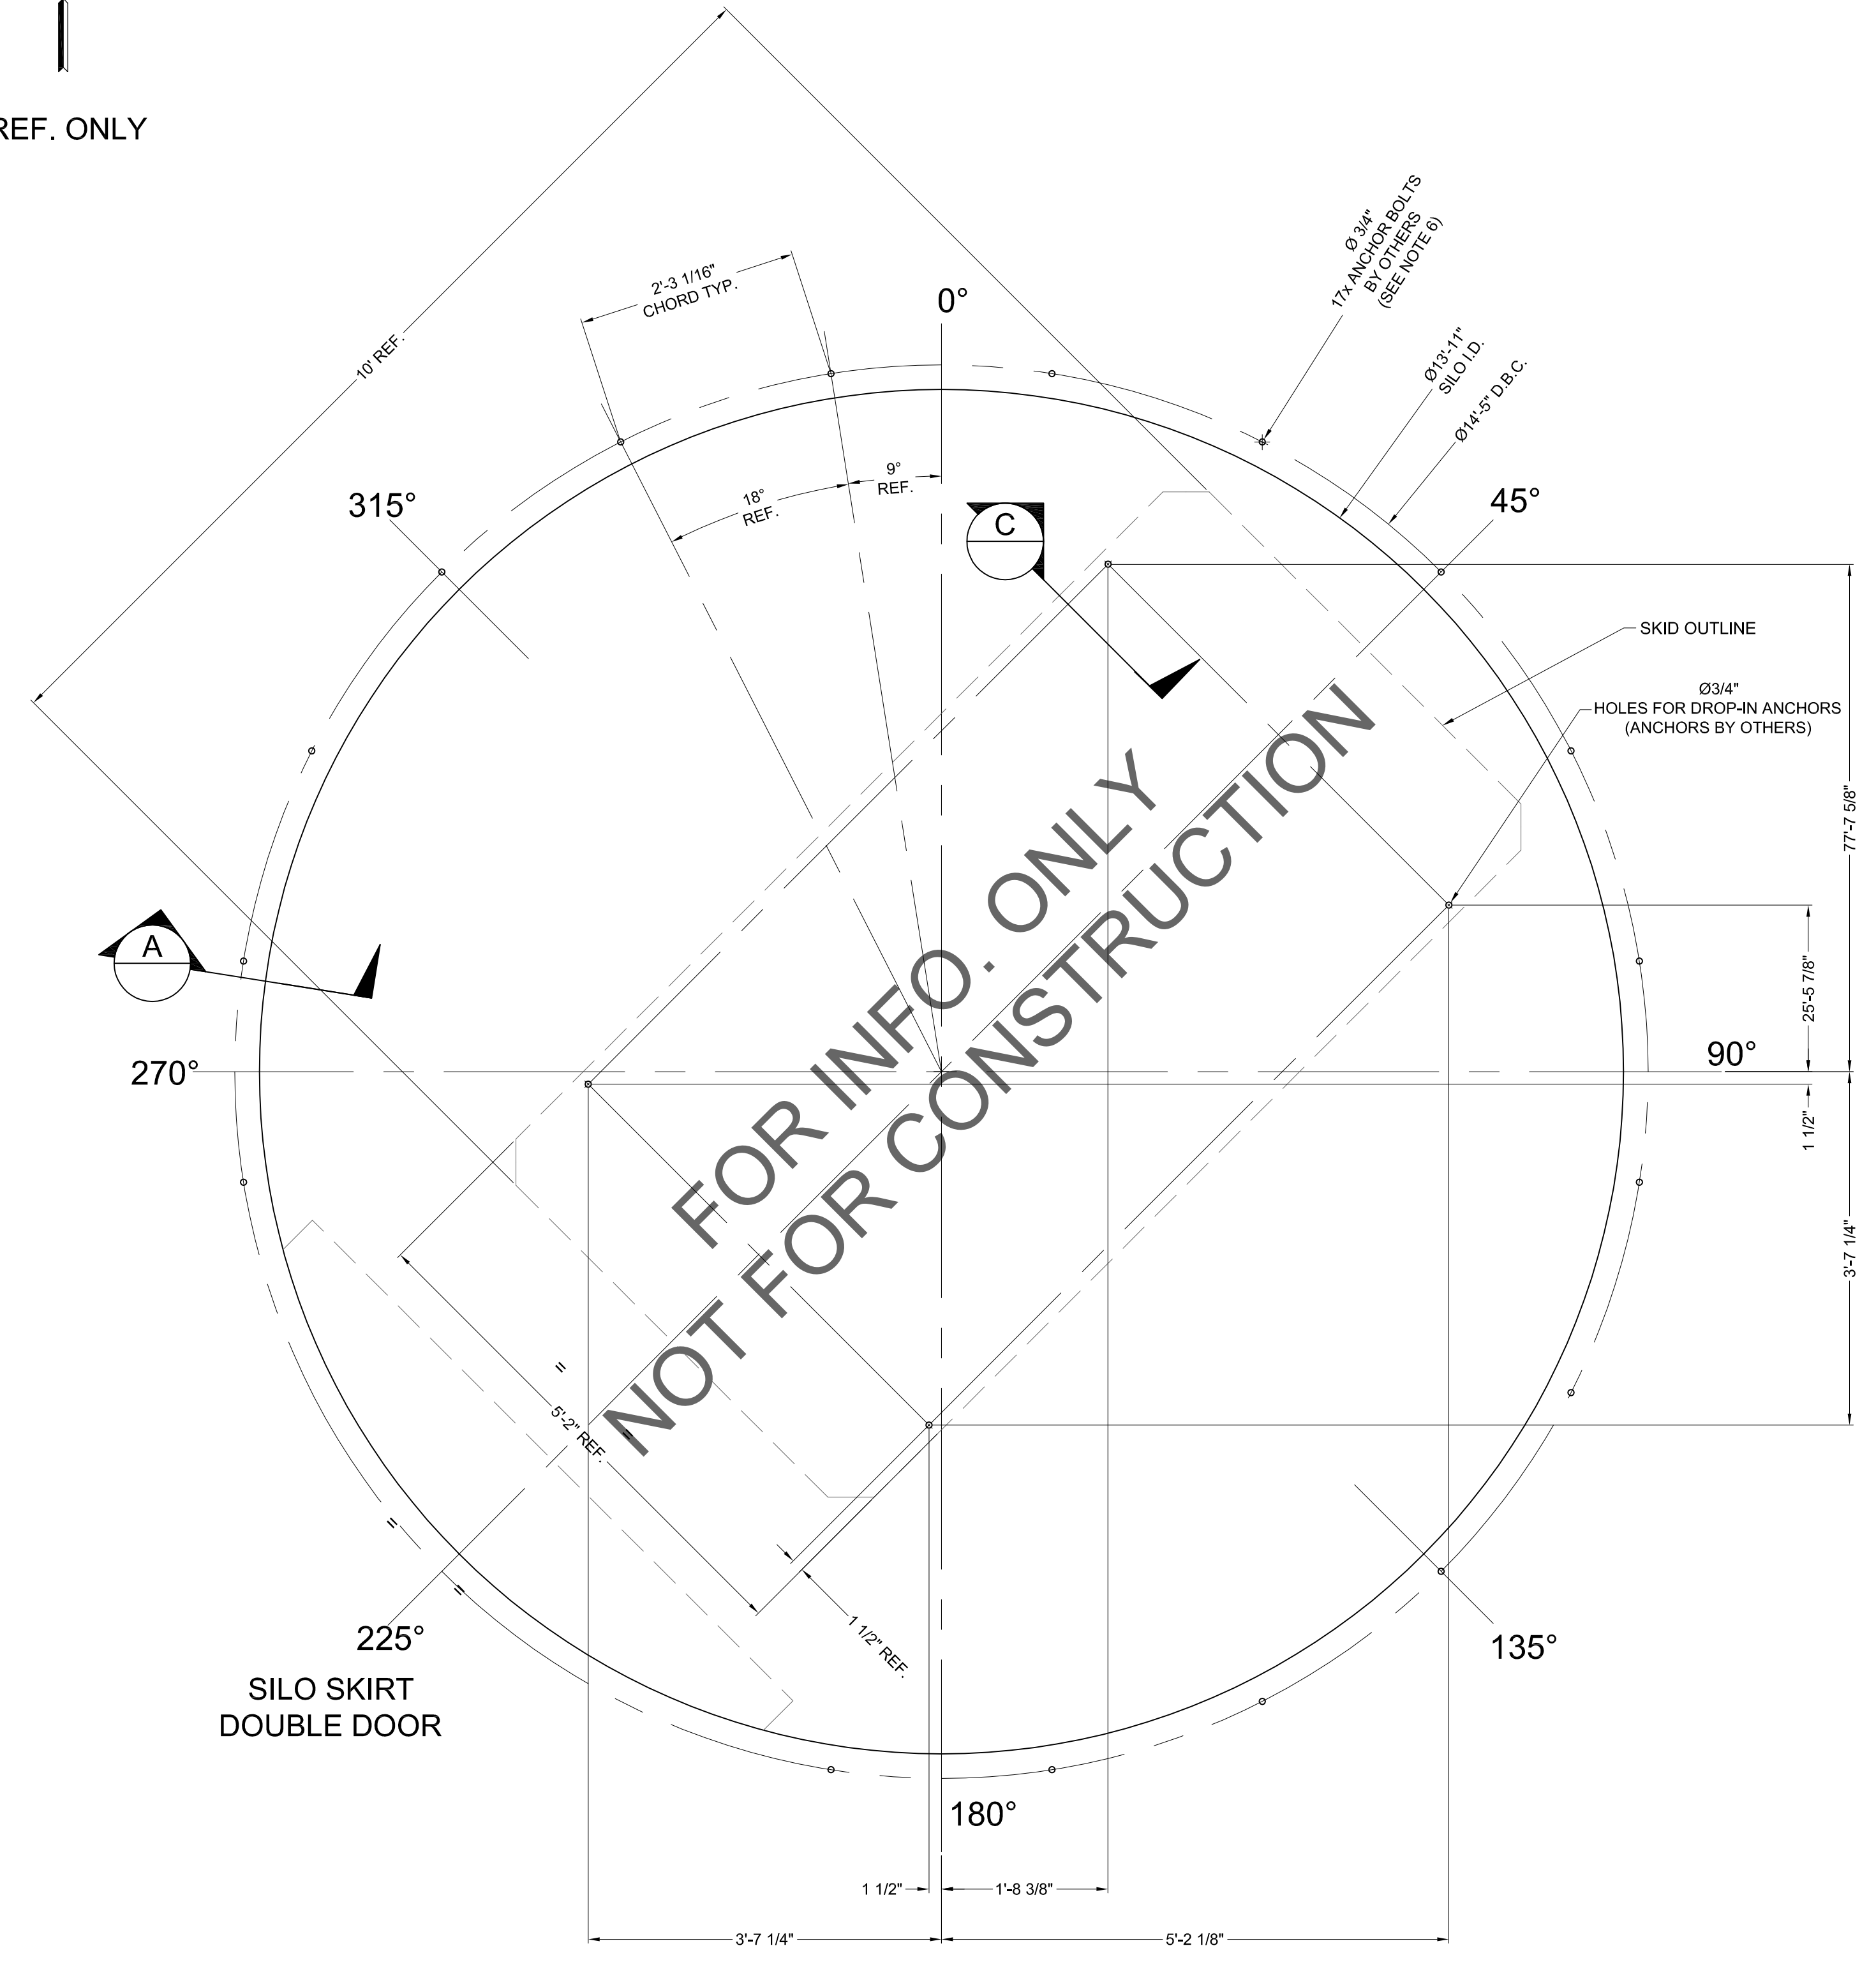 REF. ONLY
10' REF.
2'-3 1/16"
CHORD TYP.
0°
Ø 3/4"
17x ANCHOR BOLTS
BY OTHERS
(SEE NOTE 6)
Ø13'-11"
SILO I.D.
Ø14'-5" D.B.C.
9°
REF.
18°
REF.
315°
45°
C
SKID OUTLINE
Ø3/4"
HOLES FOR DROP-IN ANCHORS
(ANCHORS BY OTHERS)
77'-7 5/8"
A
25'-5 7/8"
270°
90°
1 1/2"
FOR INFO. ONLY
NOT FOR CONSTRUCTION
3'-7 1/4"
=
5'-2" REF.
=
=
=
1 1/2" REF.
225°
135°
SILO SKIRT
DOUBLE DOOR
180°
1 1/2"
1'-8 3/8"
3'-7 1/4"
5'-2 1/8"